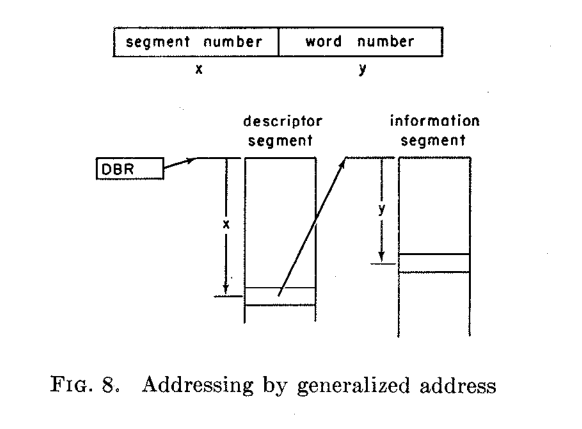 segment number word number
x y
descriptor segment
information segment
DBR
x
y
FIG. 8. Addressing by generalized address